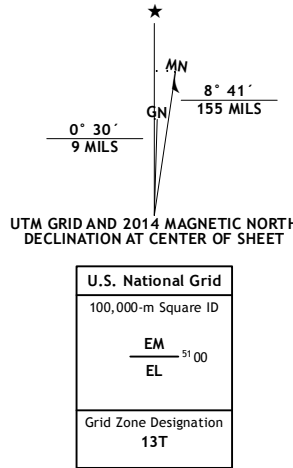 MN
8° 41´
155 MILS
GN
0° 30´
9 MILS
UTM GRID AND 2014 MAGNETIC NORTH
DECLINATION AT CENTER OF SHEET
U.S. National Grid
100,000-m Square ID
EM
51 00
EL
Grid Zone Designation
13T